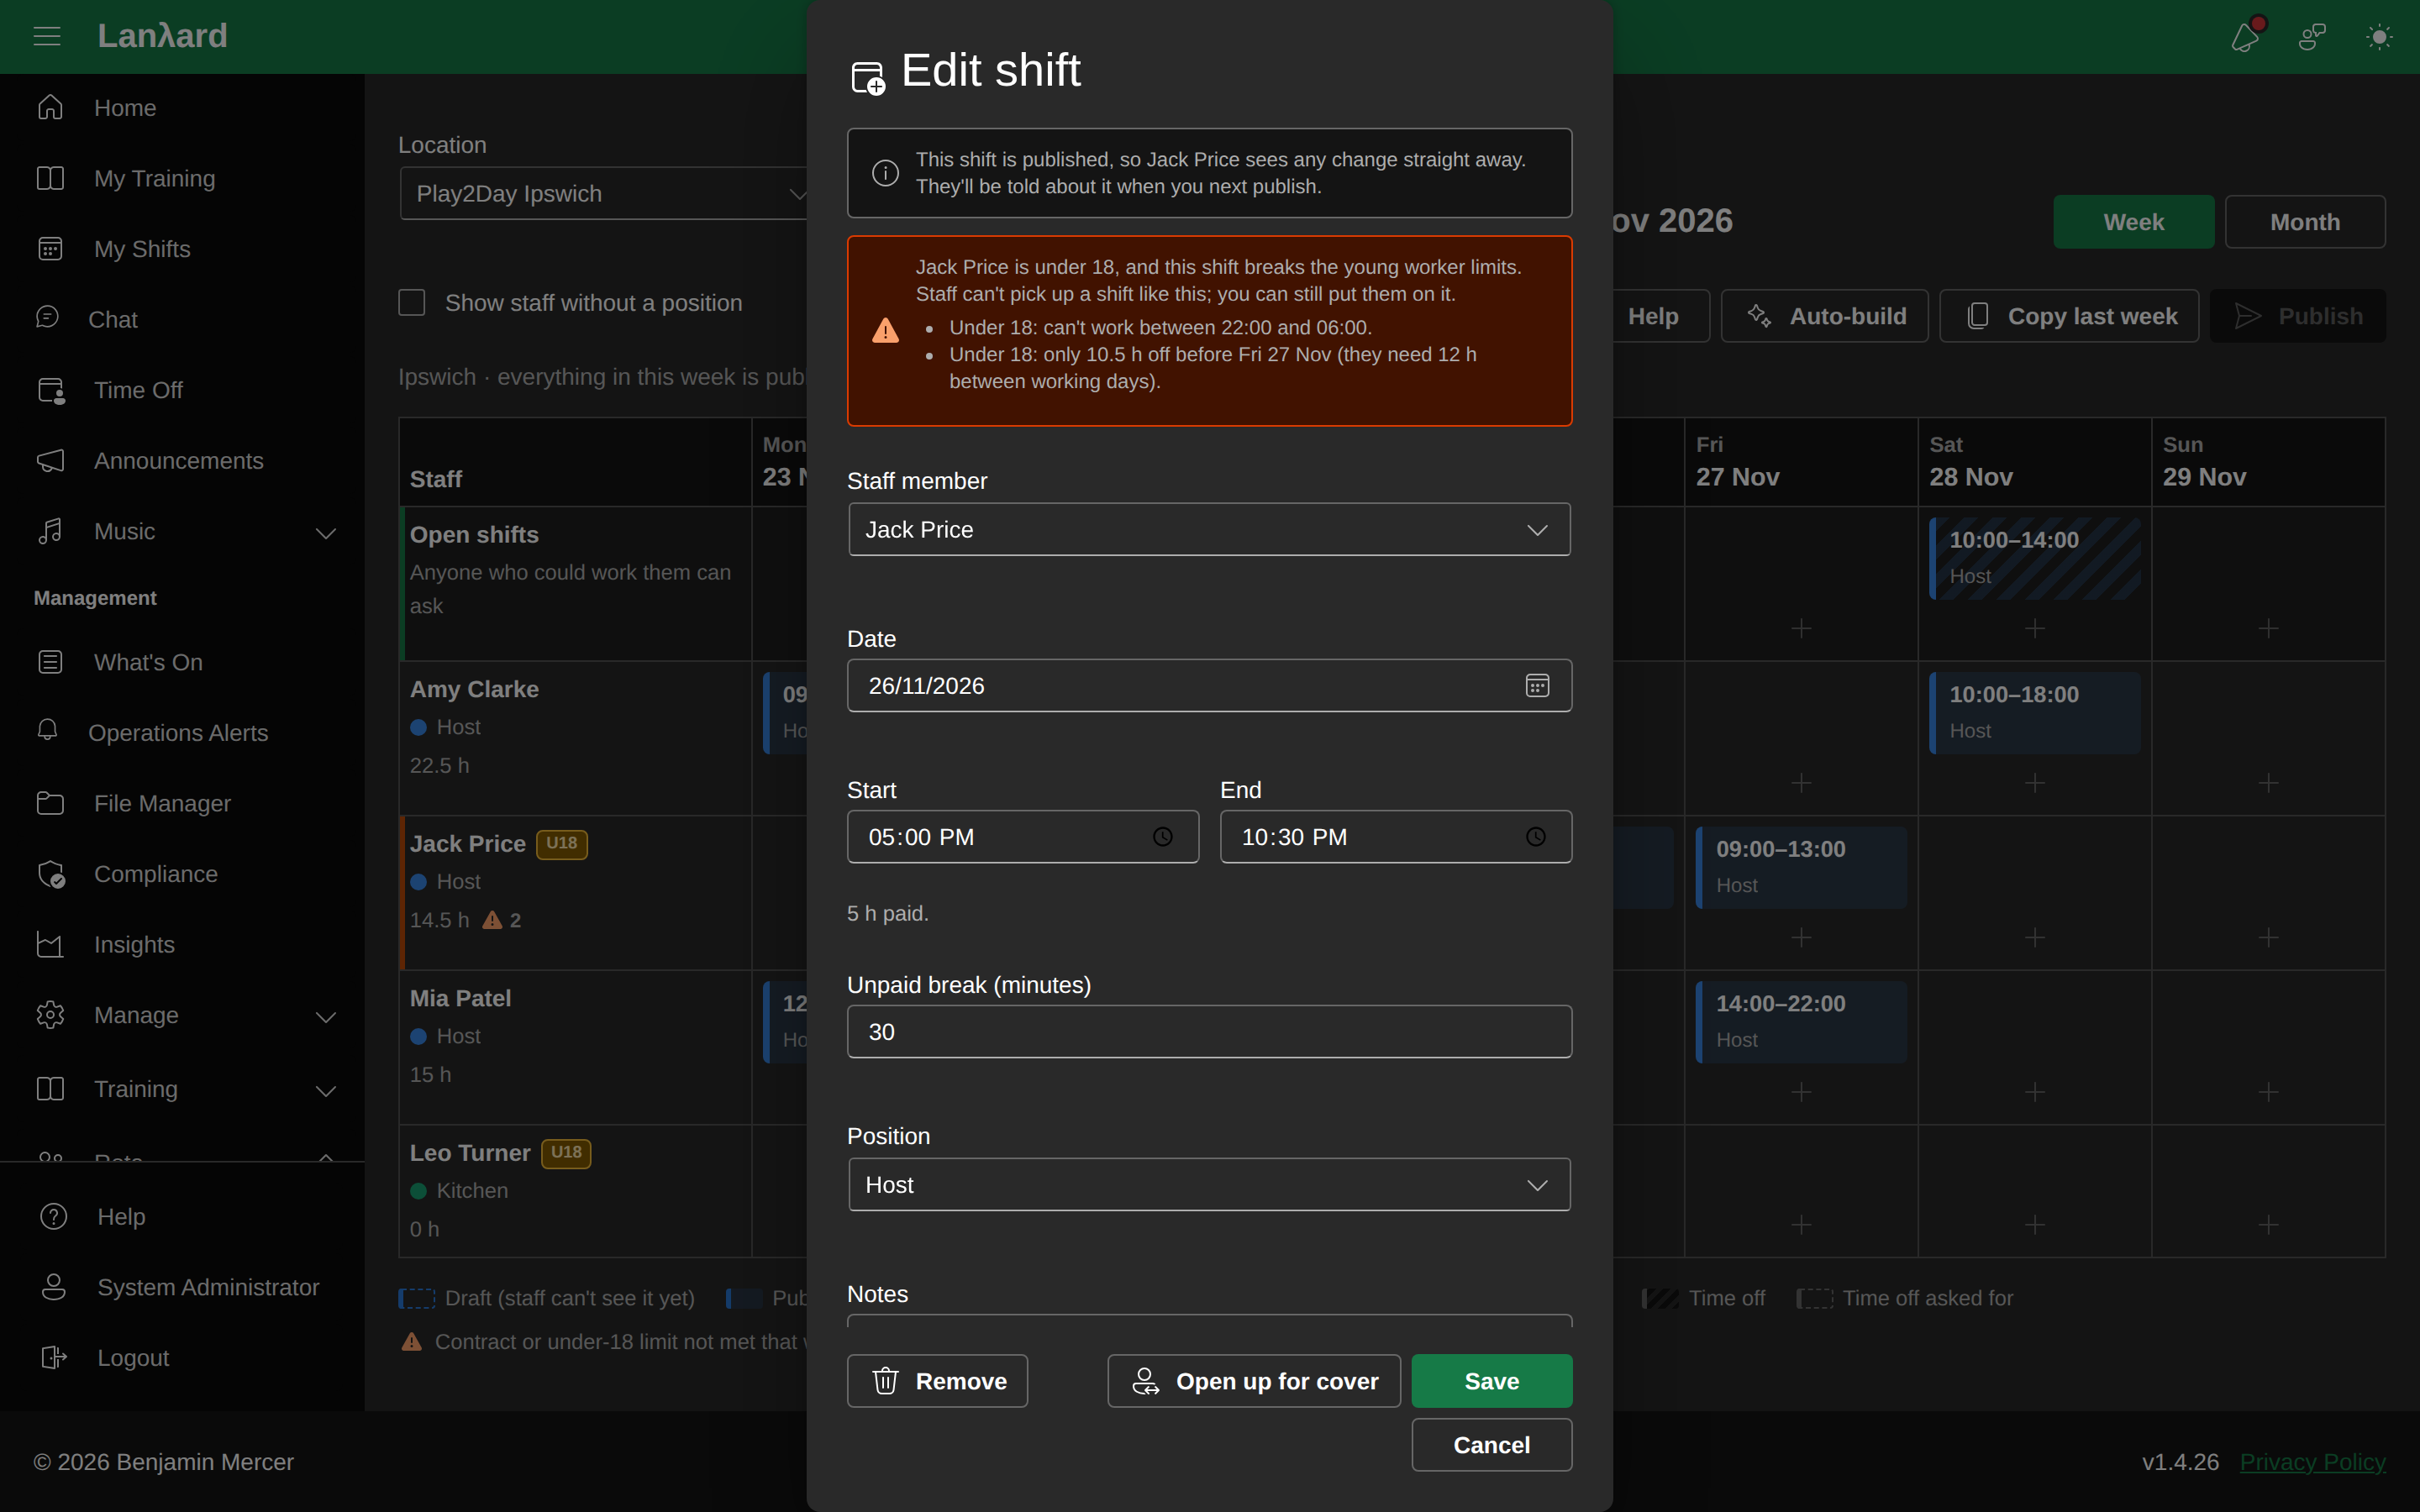 Lanλard
Home
My Training
My Shifts
Chat
Time Off
Announcements
Music
Management
What's On
Operations Alerts
File Manager
Compliance
Insights
Manage
Training
Rota
Help
System Administrator
Logout
Location
Play2Day Ipswich
Show staff without a position
Ipswich · everything in this week is pub
ov 2026
Week
Month
Help
Auto-build
Copy last week
Publish
Staff
Mon
23 N
Fri
27 Nov
Sat
28 Nov
Sun
29 Nov
Open shifts
Anyone who could work them can
ask
10:00–14:00
Host
Amy Clarke
Host
22.5 h
09
Ho
10:00–18:00
Host
Jack Price U18
Host
14.5 h 2
09:00–13:00
Host
Mia Patel
Host
15 h
12
Ho
14:00–22:00
Host
Leo Turner U18
Kitchen
0 h
Draft (staff can't see it yet)
Pub
Time off
Time off asked for
Contract or under-18 limit not met that w
Edit shift
This shift is published, so Jack Price sees any change straight away.
They'll be told about it when you next publish.
Jack Price is under 18, and this shift breaks the young worker limits.
Staff can't pick up a shift like this; you can still put them on it.
Under 18: can't work between 22:00 and 06:00.
Under 18: only 10.5 h off before Fri 27 Nov (they need 12 h
between working days).
Staff member
Jack Price
Date
26/11/2026
Start
End
05:00 PM
10:30 PM
5 h paid.
Unpaid break (minutes)
30
Position
Host
Notes
Remove
Open up for cover
Save
Cancel
© 2026 Benjamin Mercer
v1.4.26
Privacy Policy